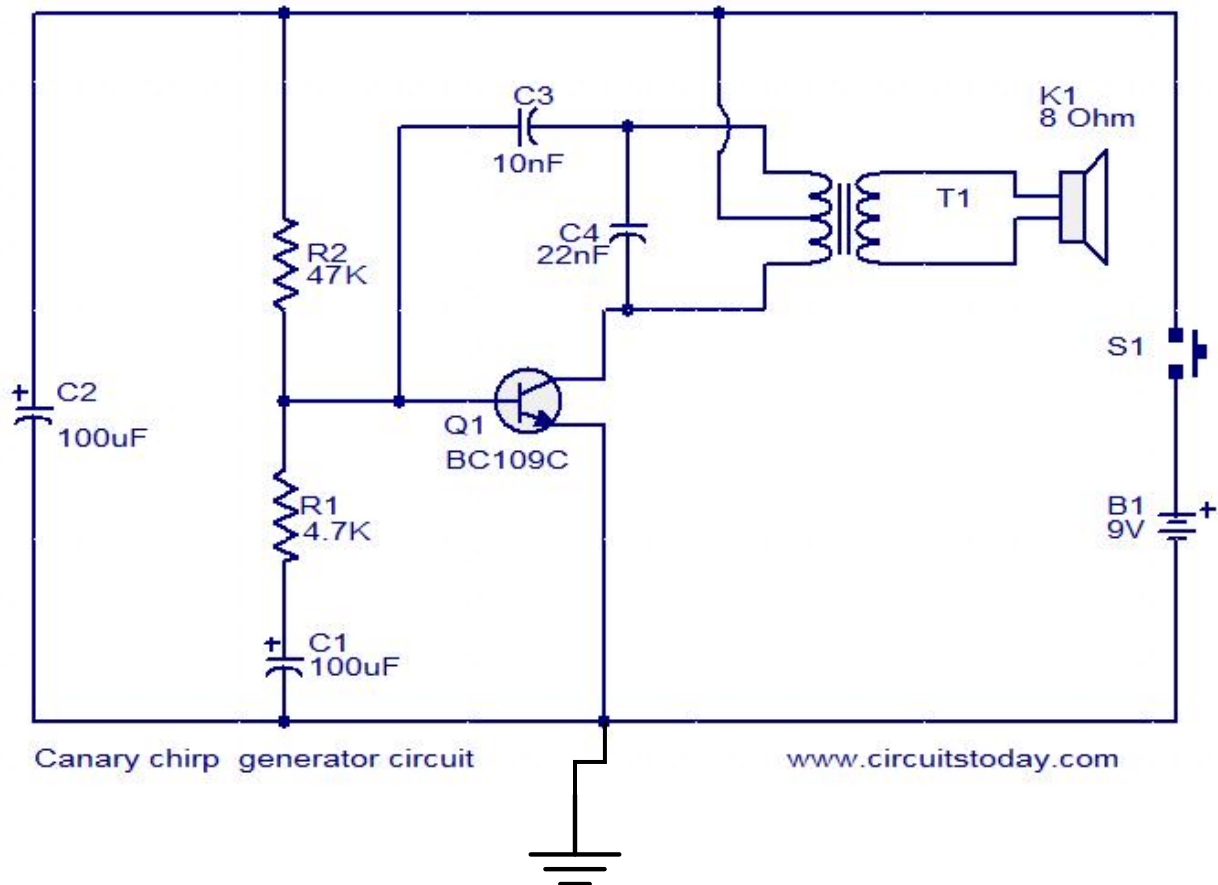 C3
10nF
K1
8 Ohm
C4
22nF
T1
R2
47K
S1
+
C2
100uF
Q1
BC109C
R1
4.7K
B1
+
9V
+
C1
100uF
Canary chirp generator circuit
www.circuitstoday.com